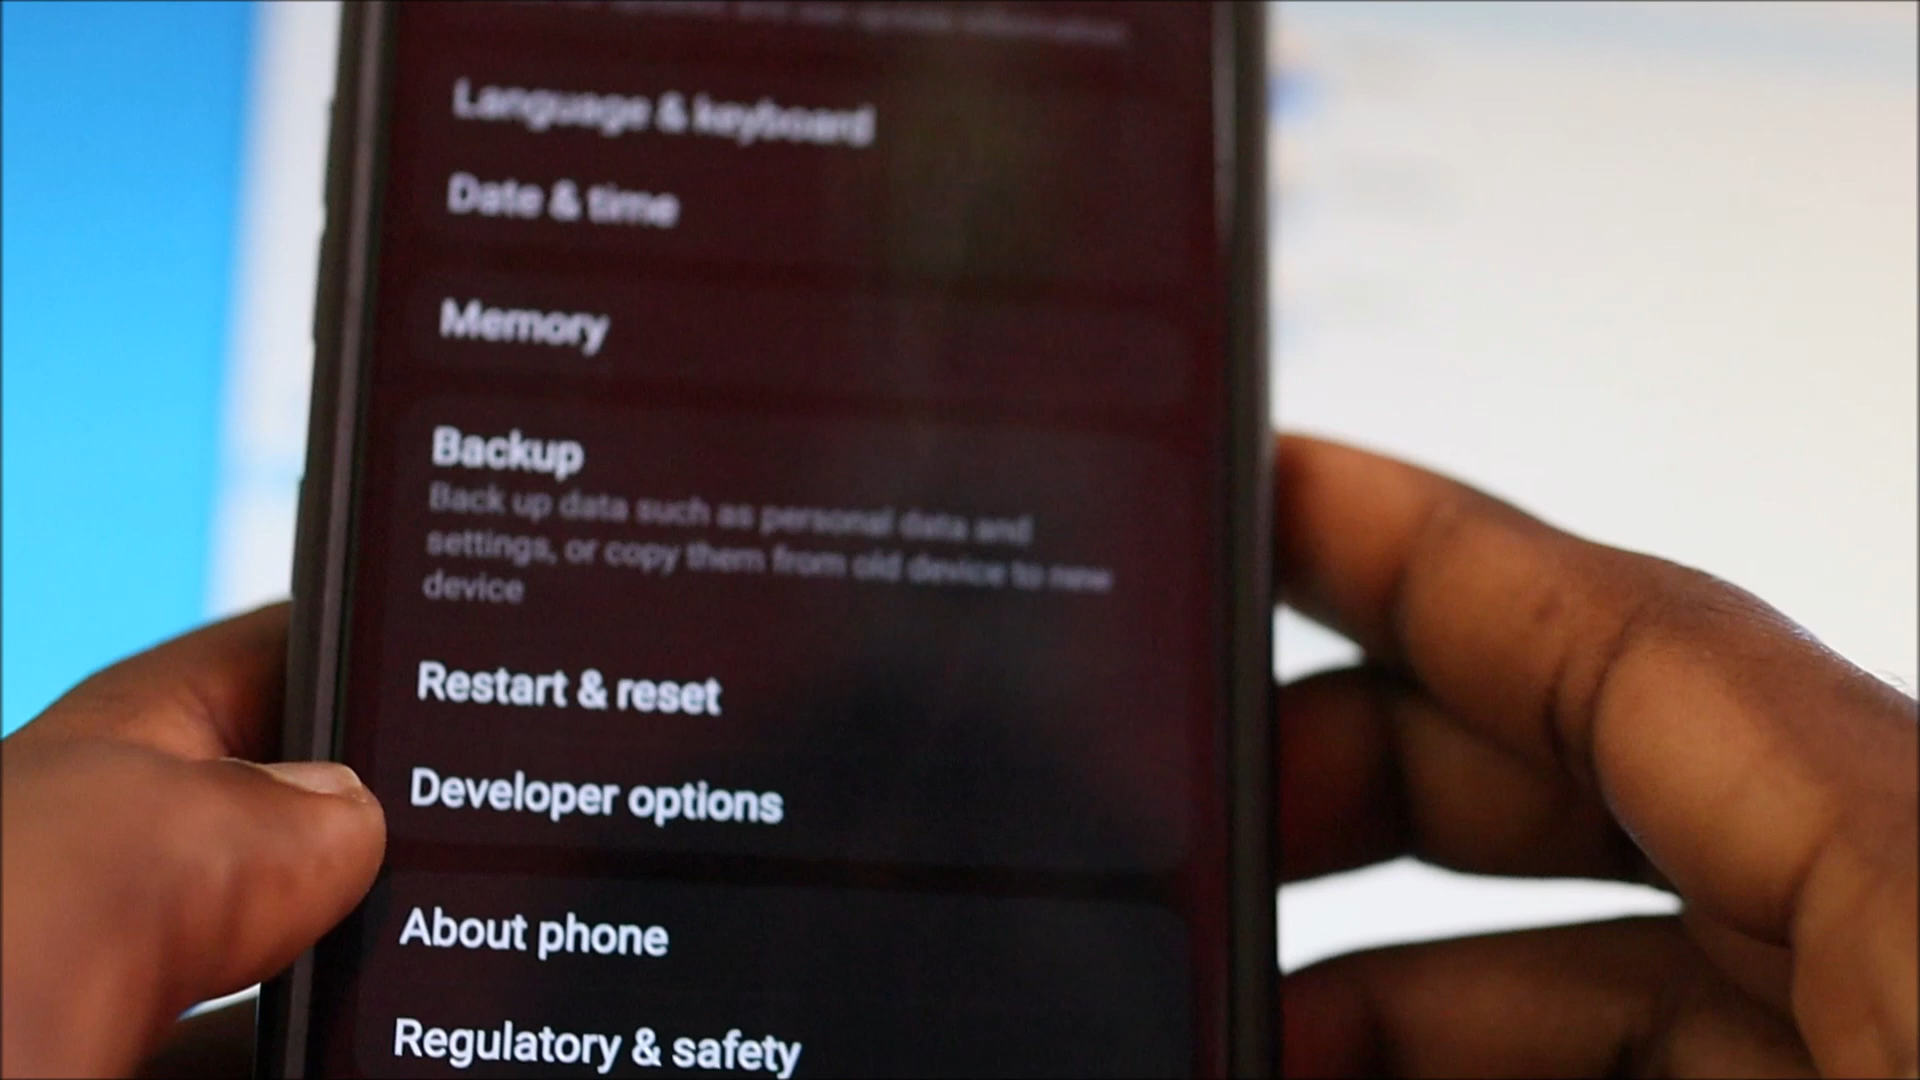 Language & keyboard
Date & time
Memory
Backup
Back up data such as personal data and
settings, or copy them from old device to new
device
Restart & reset
Developer options
About phone
Regulatory & safety